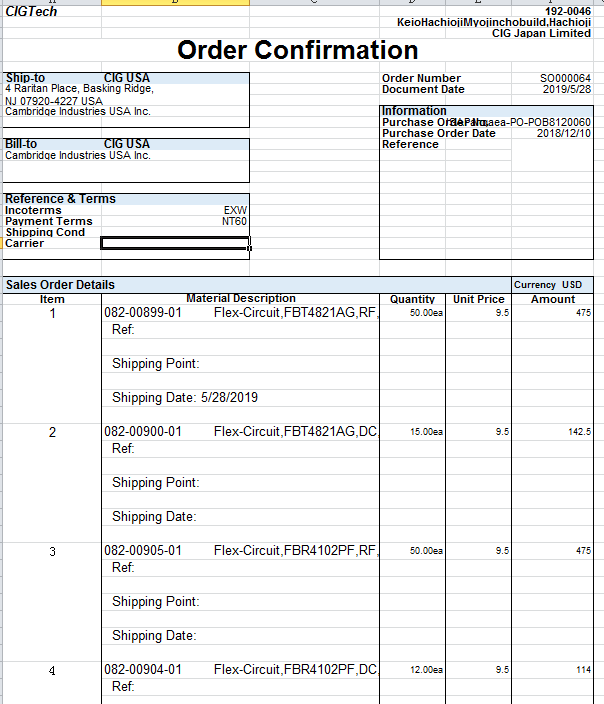 CIGTech
192-0046
KeioHachiojiMyojinchobuild,Hachioji
CIG Japan Limited
Order Confirmation
Ship-to CIG USA
4 Raritan Place, Basking Ridge,
NJ 07920-4227 USA
Cambridge Industries USA Inc.
Order Number SO000064
Document Date 2019/5/28
Information
Purchase -PO-POB8120060
Purchase Order Date 2018/12/10
Reference
Bill-to CIG USA
Cambridge Industries USA Inc.
Reference & Terms
Incoterms EXW
Payment Terms NT60
Shipping Cond
Carrier
Sales Order Details Currency USD
Item Material Description Quantity Unit Price Amount
1 082-00899-01 Flex-Circuit,FBT4821AG,RF, 50.00ea 9.5 475
Ref:
Shipping Point:
Shipping Date: 5/28/2019
2 082-00900-01 Flex-Circuit,FBT4821AG,DC, 15.00ea 9.5 142.5
Ref:
Shipping Point:
Shipping Date:
3 082-00905-01 Flex-Circuit,FBR4102PF,RF, 50.00ea 9.5 475
Ref:
Shipping Point:
Shipping Date:
4 082-00904-01 Flex-Circuit,FBR4102PF,DC, 12.00ea 9.5 114
Ref: